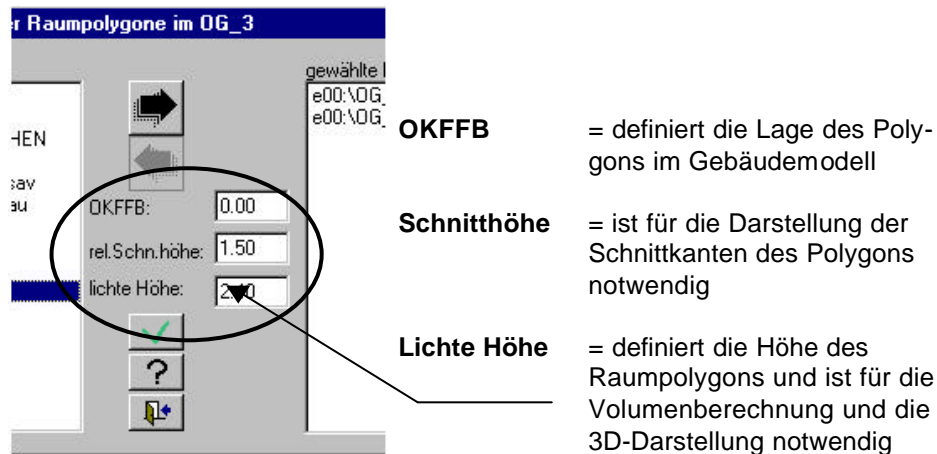 r Raumpolygone im OG_3
gewählte
e00:\OG_
e00:\OG_
HEN
sav
au
OKFFB: 0.00
rel.Schn.höhe: 1.50
lichte Höhe:
?
OKFFB = definiert die Lage des Poly-
gons im Gebäudemodell
Schnitthöhe = ist für die Darstellung der
Schnittkanten des Polygons
notwendig
Lichte Höhe = definiert die Höhe des
Raumpolygons und ist für die
Volumenberechnung und die
3D-Darstellung notwendig